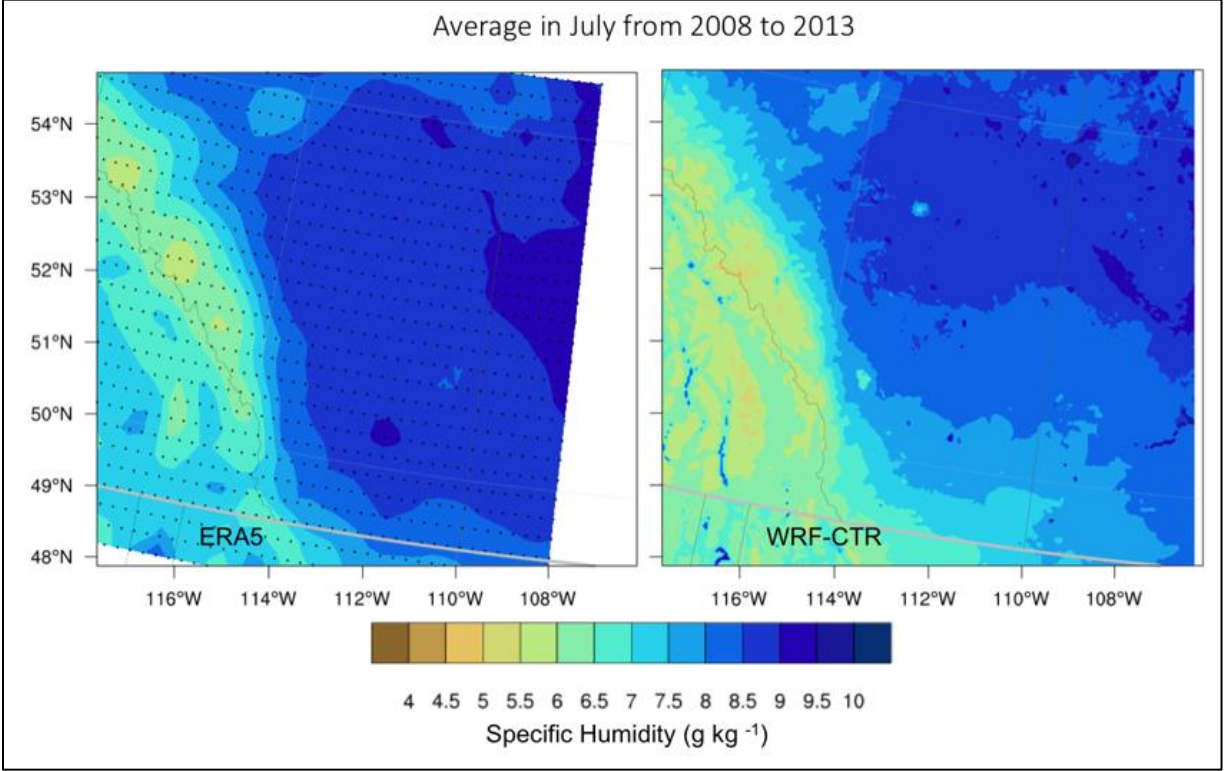 Average in July from 2008 to 2013
54°N
53°N
52°N
51°N
50°N
49°N
48°N
ERA5
WRF-CTR
116°W 114°W 112°W 110°W 108°W 116°W 114°W 112°W 110°W 108°W
4 4.5 5 5.5 6 6.5 7 7.5 8 8.5 9 9.5 10
Specific Humidity (g kg -1)